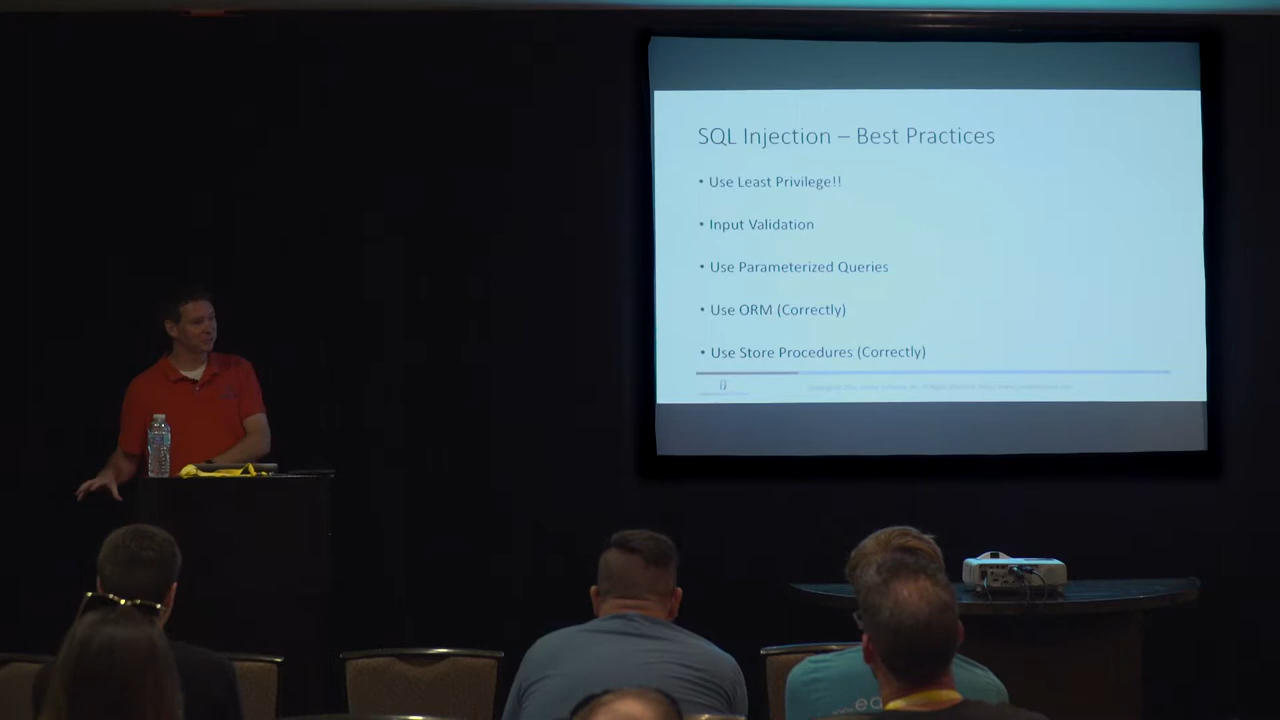 SQL Injection – Best Practices
• Use Least Privilege!!
• Input Validation
• Use Parameterized Queries
• Use ORM (Correctly)
• Use Store Procedures (Correctly)